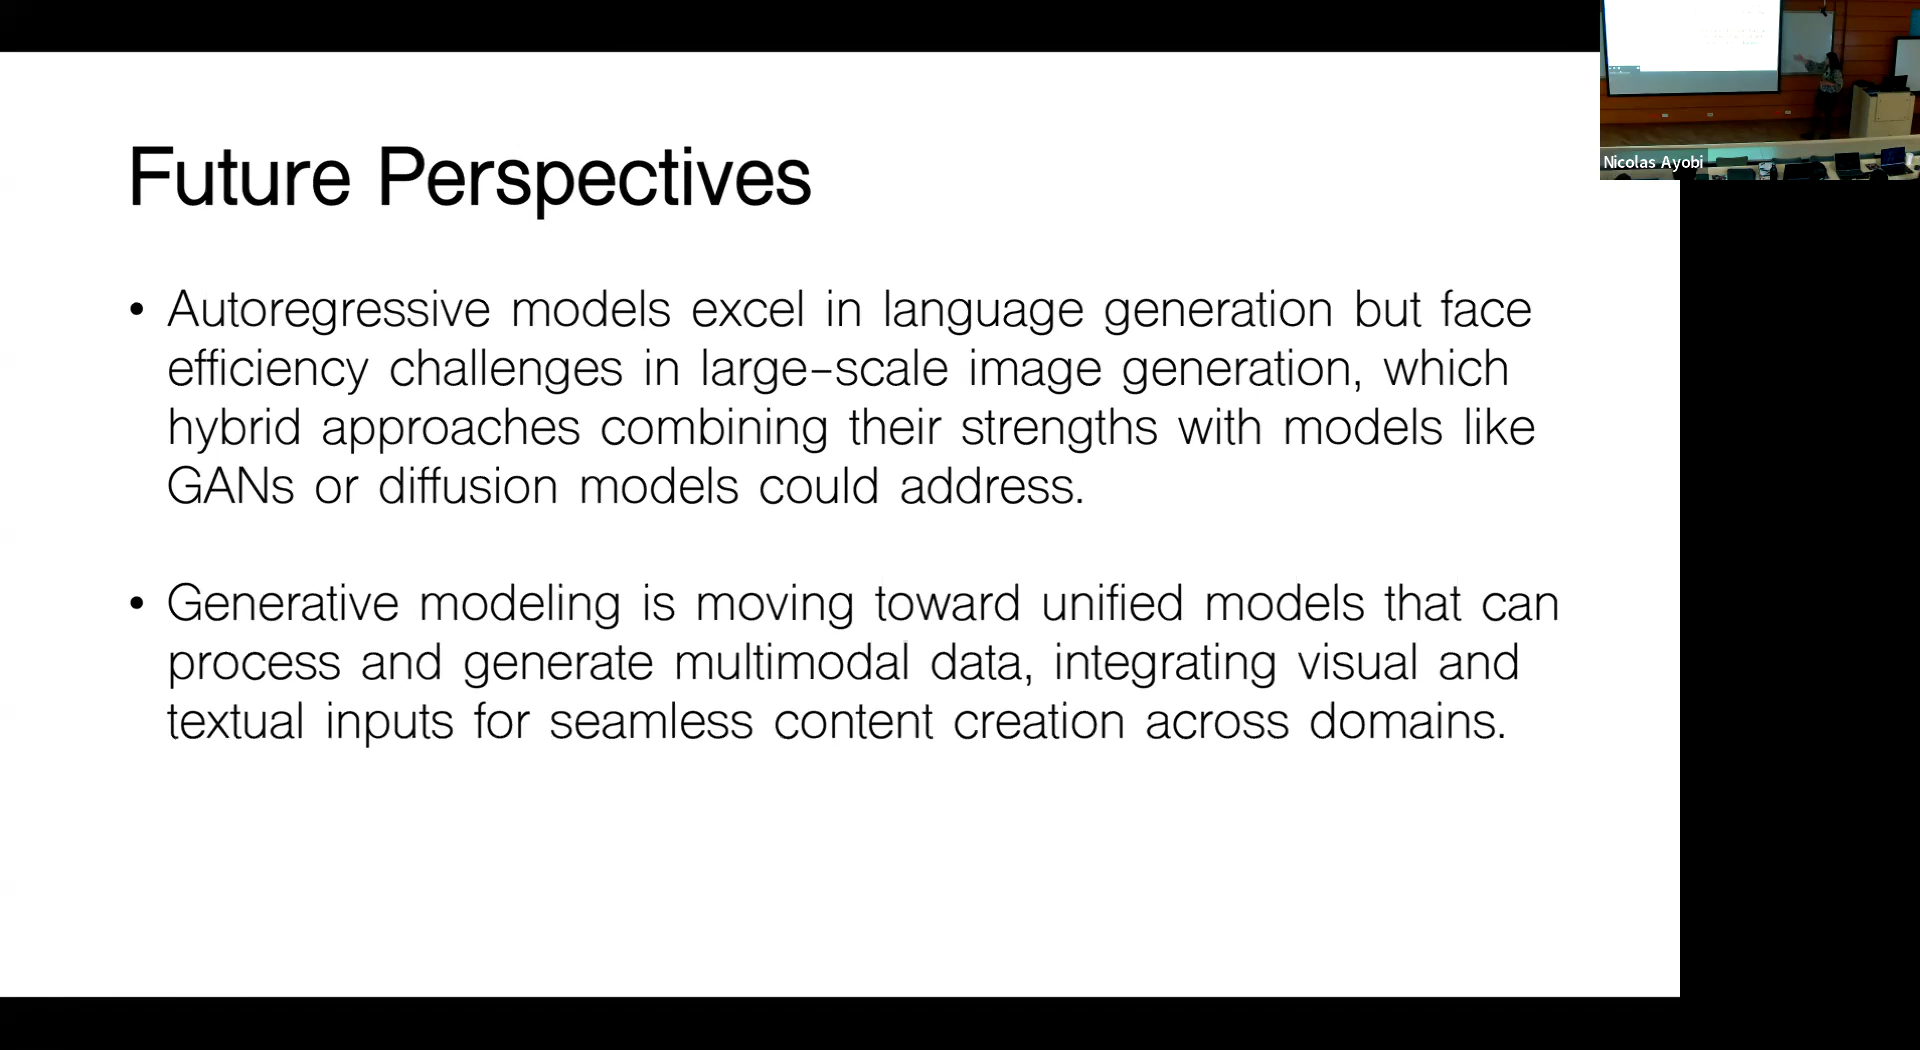 Future Perspectives
• Autoregressive models excel in language generation but face
efficiency challenges in large-scale image generation, which
hybrid approaches combining their strengths with models like
GANs or diffusion models could address.
• Generative modeling is moving toward unified models that can
process and generate multimodal data, integrating visual and
textual inputs for seamless content creation across domains.
Nicolas Ayobi